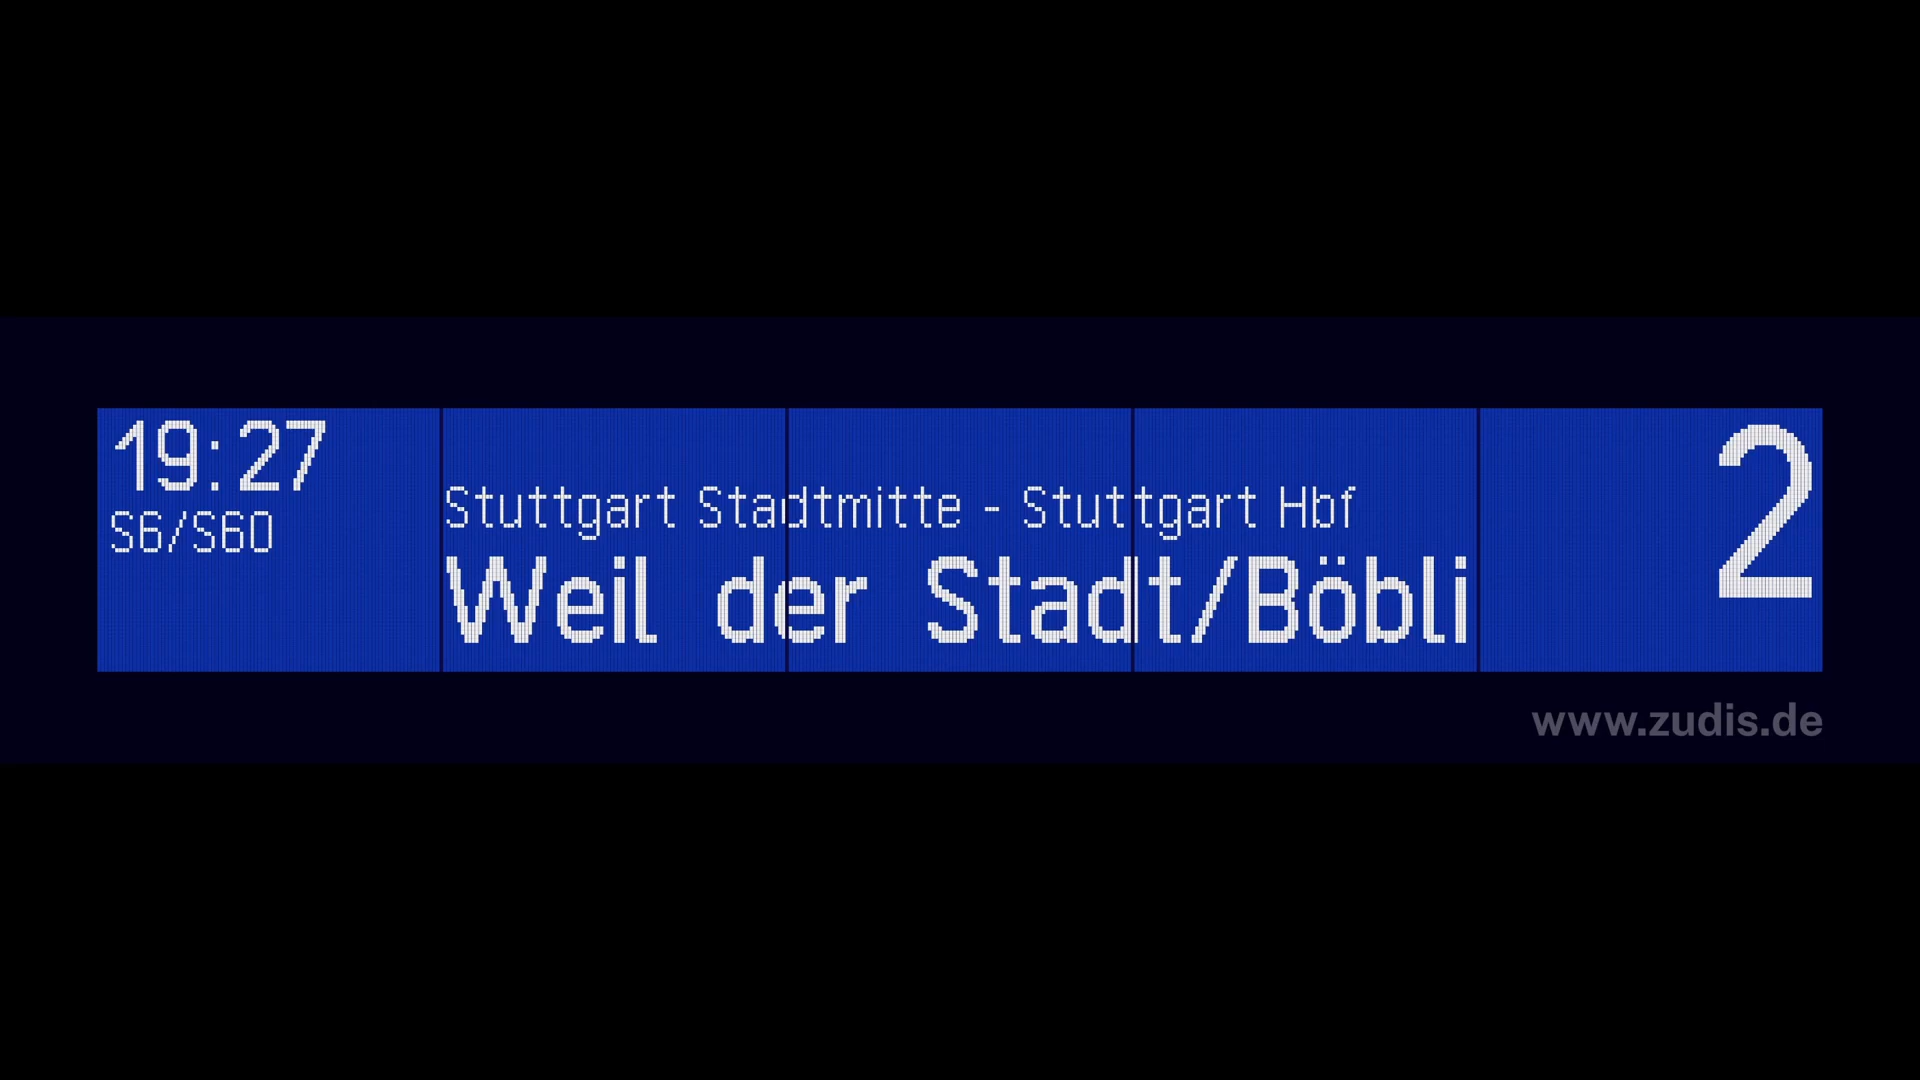 19:27
S6/S60
Stuttgart Stadtmitte - Stuttgart Hbf
Weil der Stadt/Böbli
2
www.zudis.de